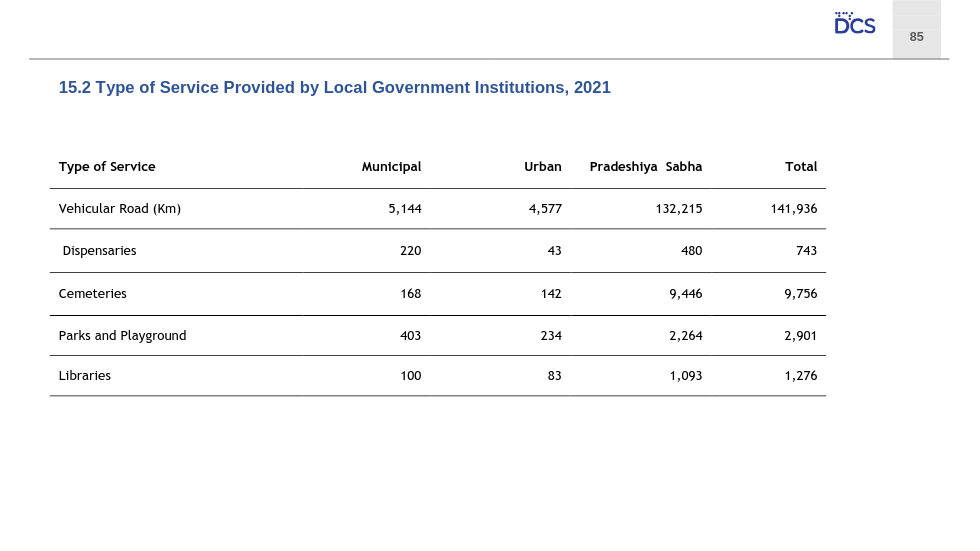 DCS
85
15.2 Type of Service Provided by Local Government Institutions, 2021
Type of Service Municipal Urban Pradeshiya Sabha Total
Vehicular Road (Km) 5,144 4,577 132,215 141,936
Dispensaries 220 43 480 743
Cemeteries 168 142 9,446 9,756
Parks and Playground 403 234 2,264 2,901
Libraries 100 83 1,093 1,276